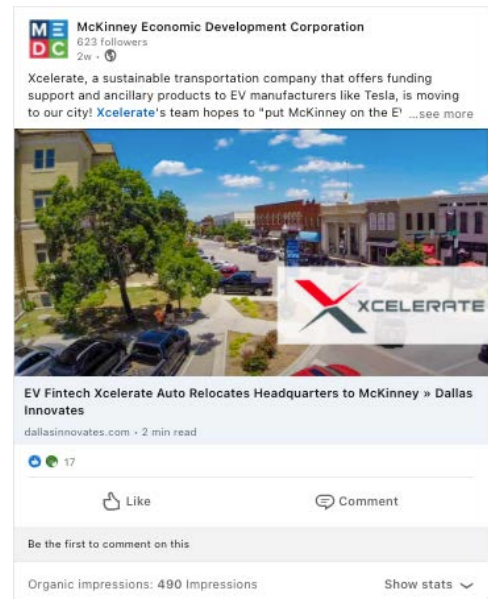 ME
DC
McKinney Economic Development Corporation
623 followers
2w •
Xcelerate, a sustainable transportation company that offers funding
support and ancillary products to EV manufacturers like Tesla, is moving
to our city! Xcelerate's team hopes to "put McKinney on the EV ...see more
XCELERATE
EV Fintech Xcelerate Auto Relocates Headquarters to McKinney » Dallas
Innovates
dallasinnovates.com • 2 min read
17
Like
Comment
Be the first to comment on this
Organic impressions: 490 Impressions
Show stats